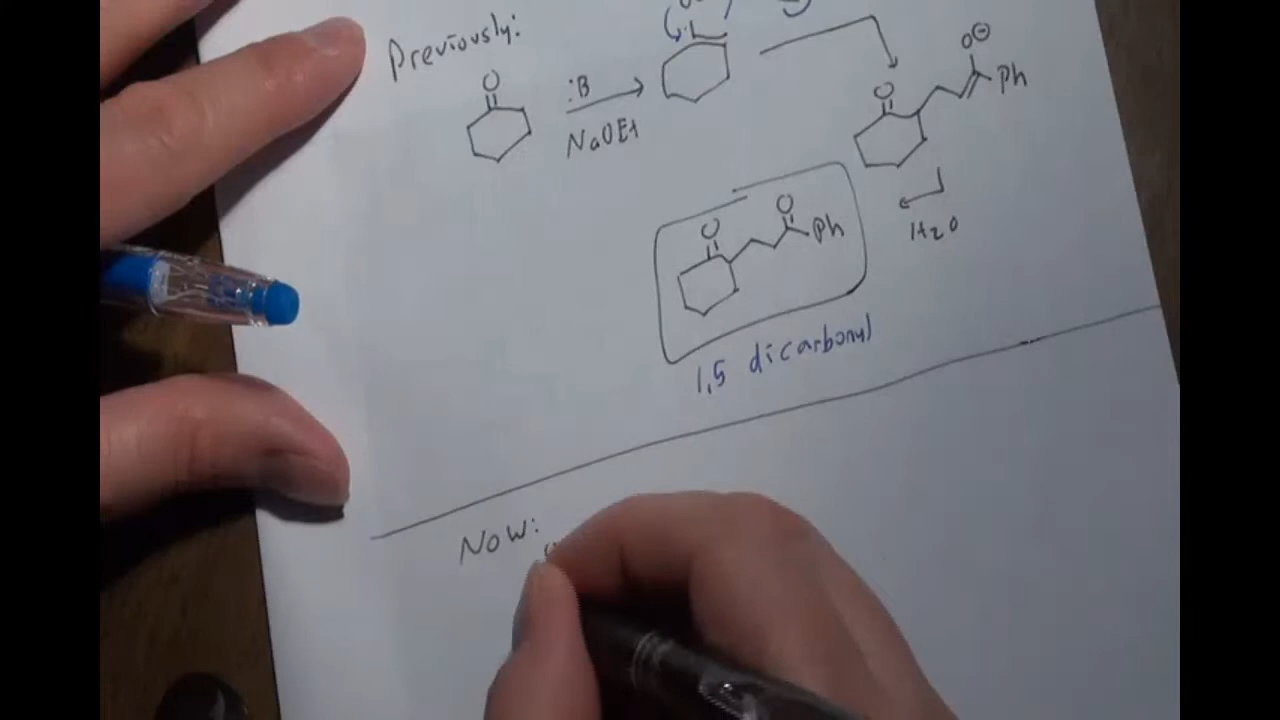 Previously:
O
:B
NaOEt
O⊖
O
Ph
H2O
O
O
Ph
1,5 dicarbonyl
Now: